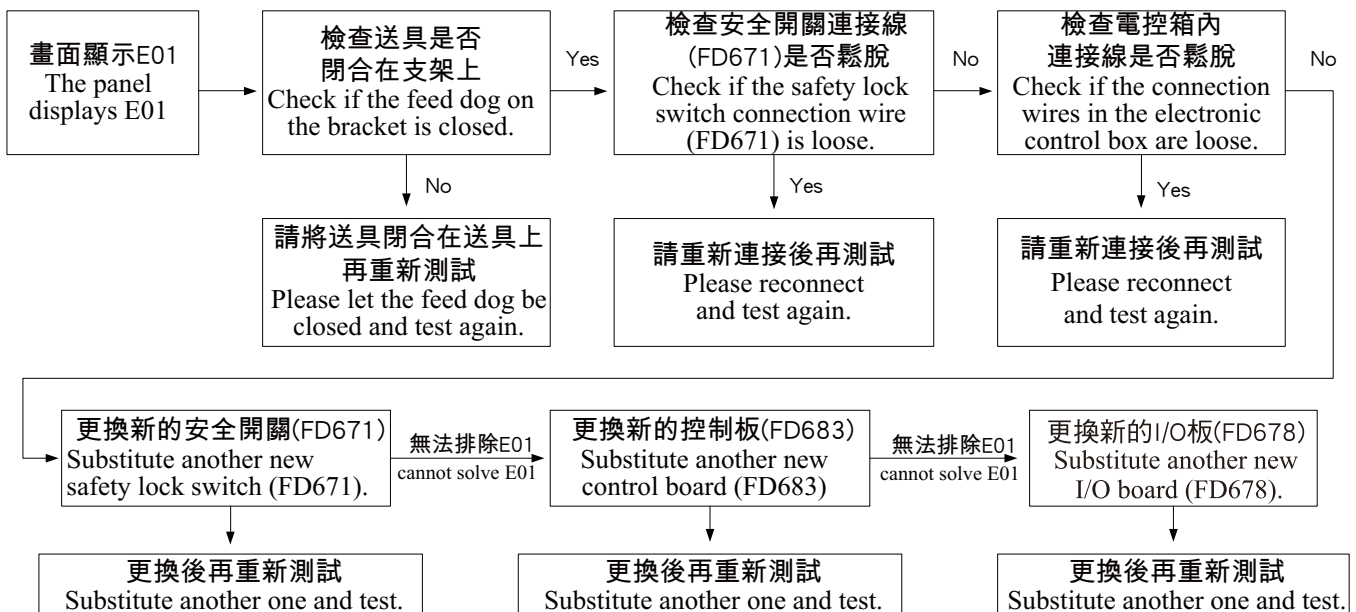 畫面顯示E01
The panel
displays E01
檢查送具是否
閉合在支架上
Check if the feed dog on
the bracket is closed.
Yes
檢查安全開關連接線
(FD671)是否鬆脫
Check if the safety lock
switch connection wire
(FD671) is loose.
No
檢查電控箱內
連接線是否鬆脫
Check if the connection
wires in the electronic
control box are loose.
No
No
Yes
Yes
請將送具閉合在送具上
再重新測試
Please let the feed dog be
closed and test again.
請重新連接後再測試
Please reconnect
and test again.
請重新連接後再測試
Please reconnect
and test again.
更換新的安全開關(FD671)
Substitute another new
safety lock switch (FD671).
無法排除E01
cannot solve E01
更換新的控制板(FD683)
Substitute another new
control board (FD683)
無法排除E01
cannot solve E01
更換新的I/O板(FD678)
Substitute another new
I/O board (FD678).
更換後再重新測試
Substitute another one and test.
更換後再重新測試
Substitute another one and test.
更換後再重新測試
Substitute another one and test.